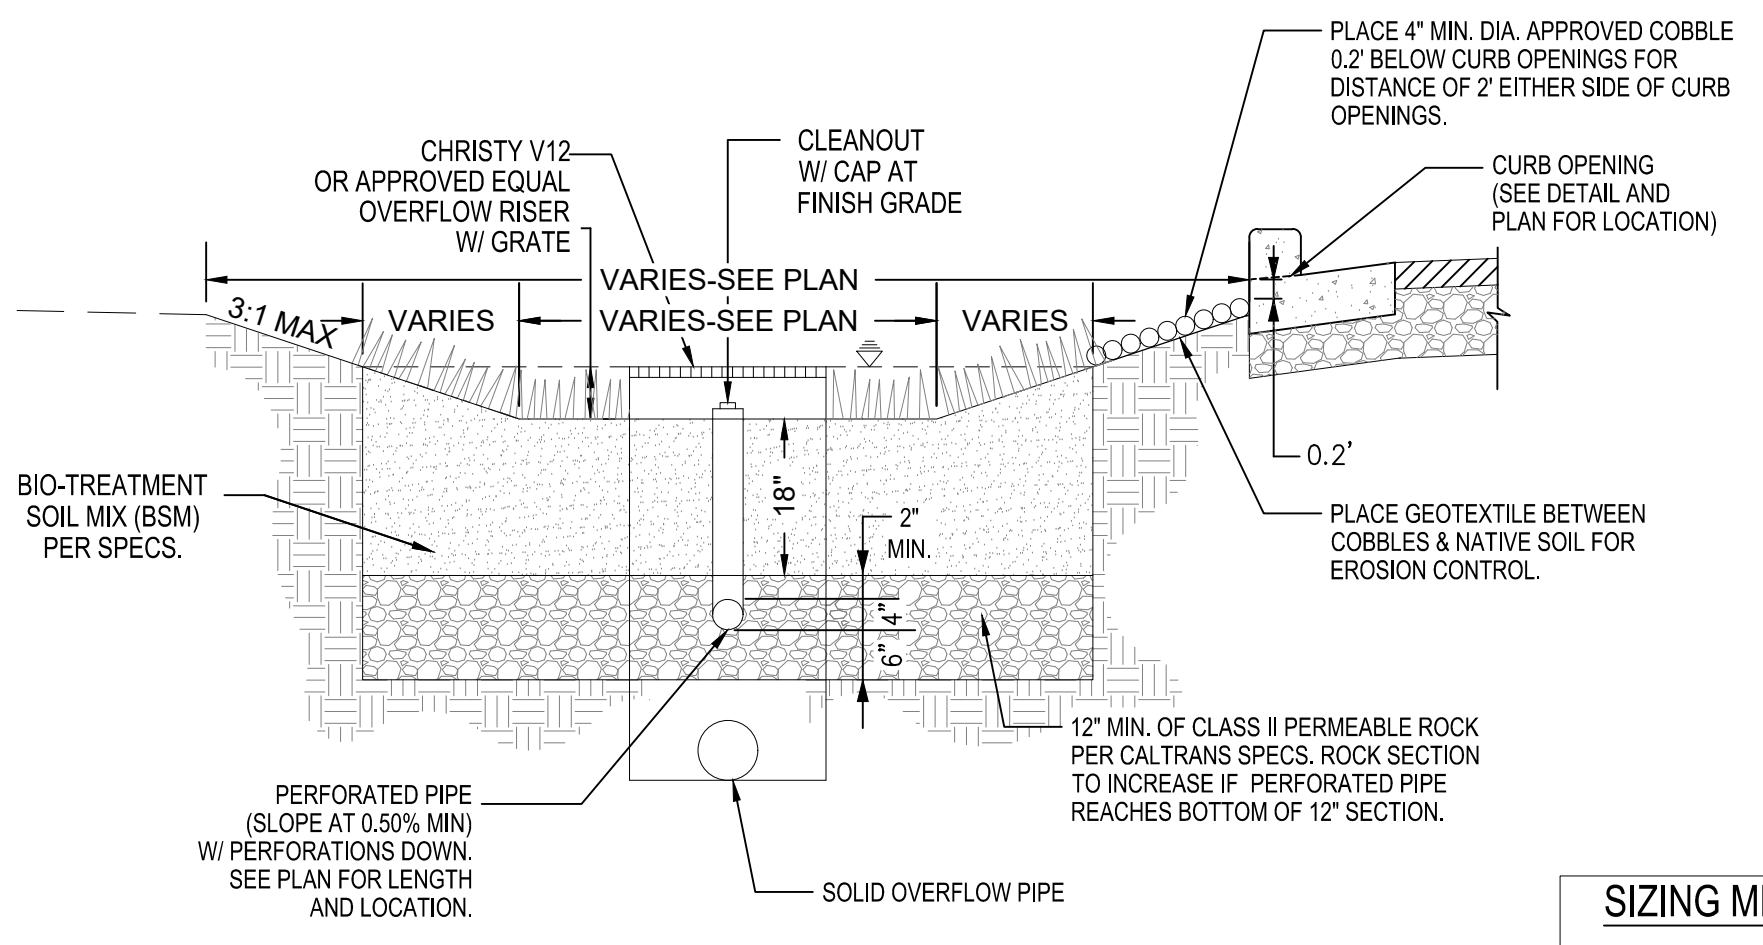 PLACE 4" MIN. DIA. APPROVED COBBLE
0.2' BELOW CURB OPENINGS FOR
DISTANCE OF 2' EITHER SIDE OF CURB
OPENINGS.
CHRISTY V12
OR APPROVED EQUAL
OVERFLOW RISER
W/ GRATE
CLEANOUT
W/ CAP AT
FINISH GRADE
CURB OPENING
(SEE DETAIL AND
PLAN FOR LOCATION)
VARIES-SEE PLAN
3:1 MAX
VARIES
VARIES-SEE PLAN
VARIES
0.2'
BIO-TREATMENT
SOIL MIX (BSM)
PER SPECS.
18"
2"
MIN.
4"
6"
PLACE GEOTEXTILE BETWEEN
COBBLES & NATIVE SOIL FOR
EROSION CONTROL.
12" MIN. OF CLASS II PERMEABLE ROCK
PER CALTRANS SPECS. ROCK SECTION
TO INCREASE IF PERFORATED PIPE
REACHES BOTTOM OF 12" SECTION.
PERFORATED PIPE
(SLOPE AT 0.50% MIN)
W/ PERFORATIONS DOWN.
SEE PLAN FOR LENGTH
AND LOCATION.
SOLID OVERFLOW PIPE
SIZING